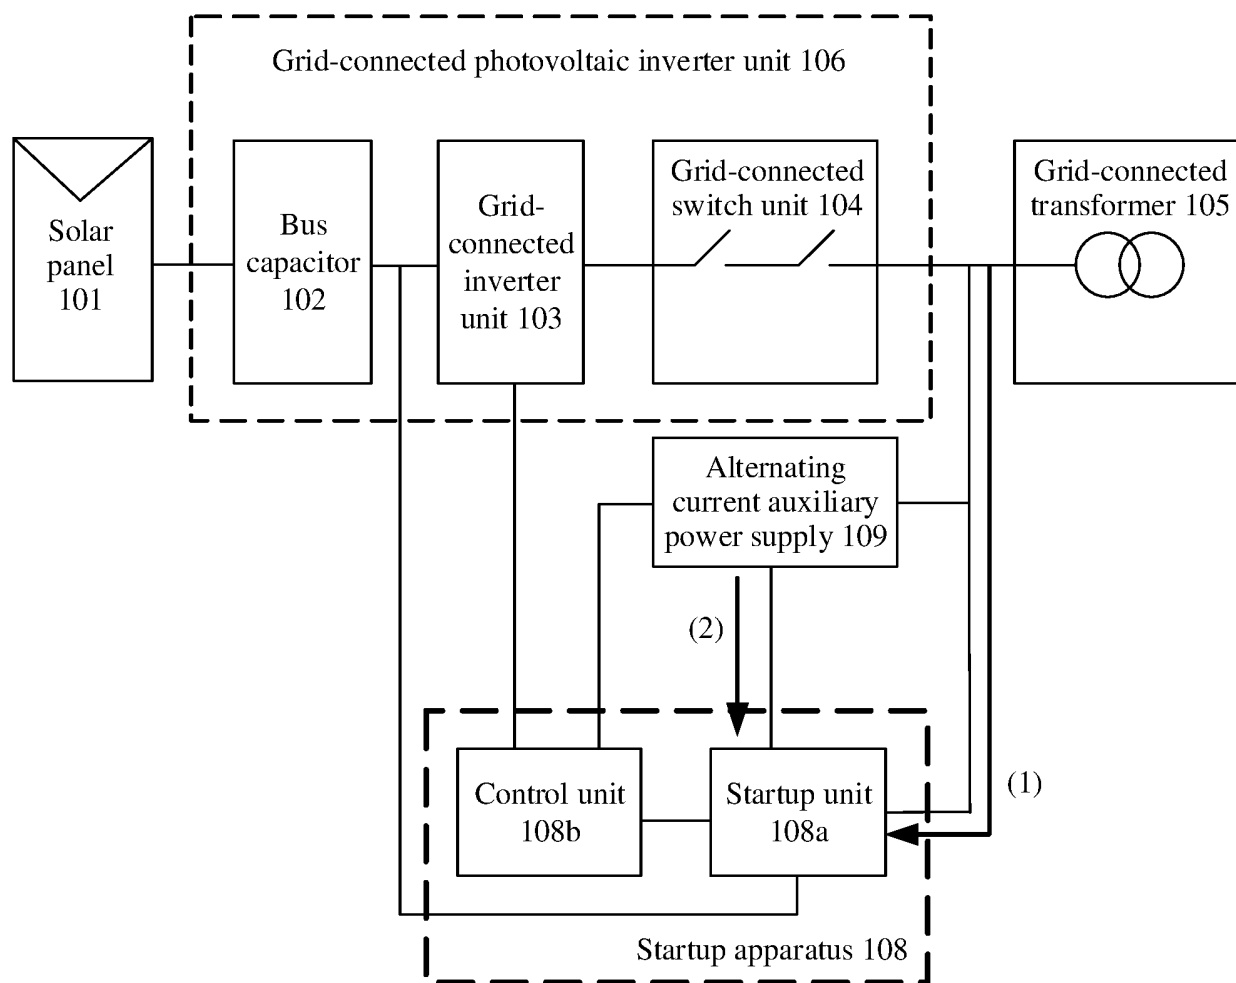 Grid-connected photovoltaic inverter unit 106
Solar
panel
101
Bus
capacitor
102
Grid-
connected
inverter
unit 103
Grid-connected
switch unit 104
Grid-connected
transformer 105
Alternating
current auxiliary
power supply 109
(2)
(1)
Control unit
108b
Startup unit
108a
Startup apparatus 108